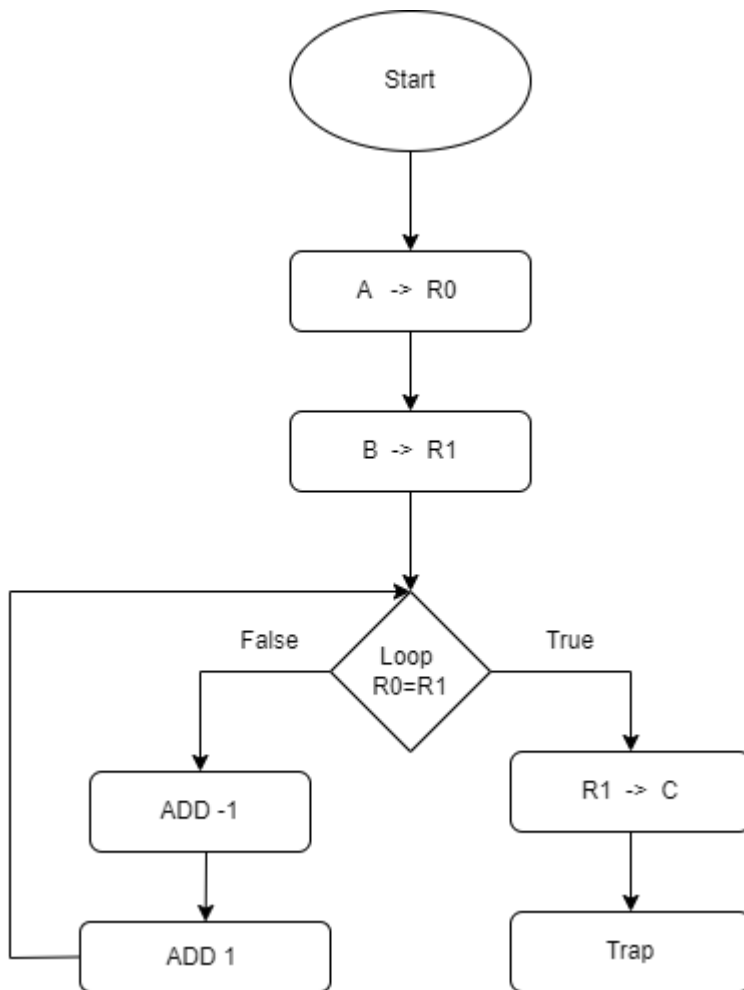 Start
A -> R0
B -> R1
False
True
Loop
R0=R1
ADD -1
R1 -> C
ADD 1
Trap